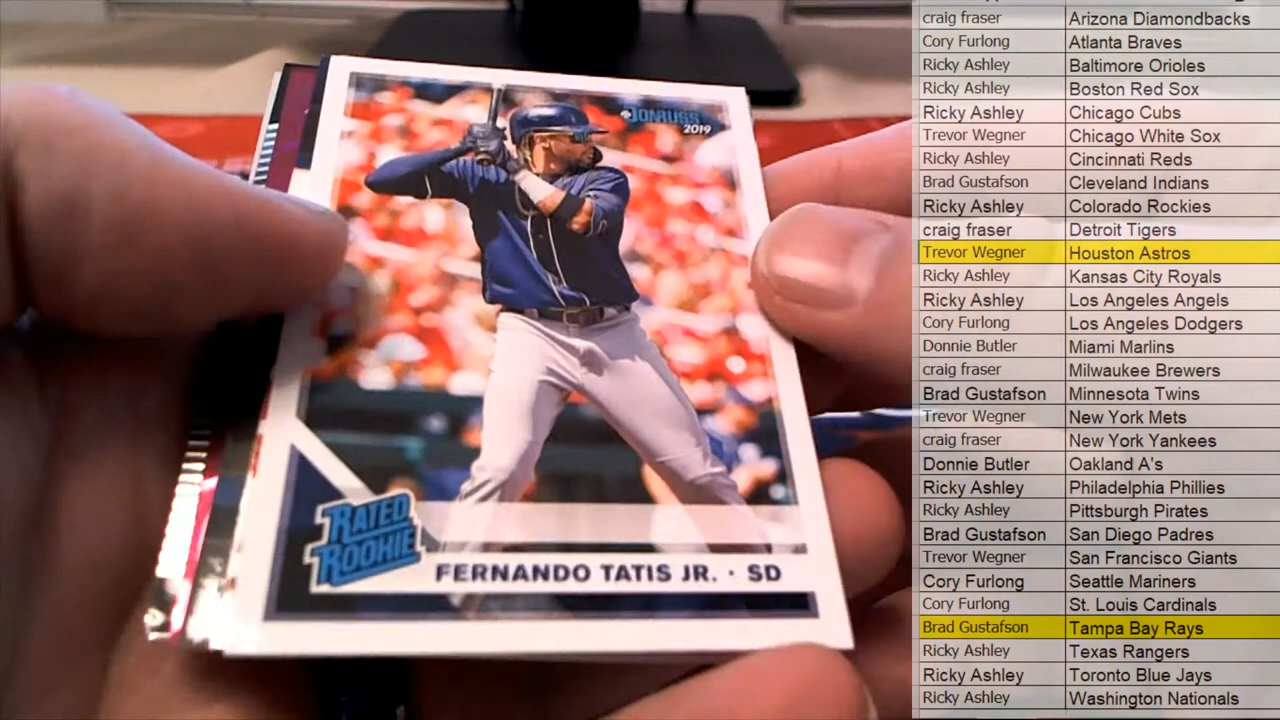 DONRUSS
2019
RATED
ROOKIE
FERNANDO TATIS JR. · SD
craig fraser Arizona Diamondbacks
Cory Furlong Atlanta Braves
Ricky Ashley Baltimore Orioles
Ricky Ashley Boston Red Sox
Ricky Ashley Chicago Cubs
Trevor Wegner Chicago White Sox
Ricky Ashley Cincinnati Reds
Brad Gustafson Cleveland Indians
Ricky Ashley Colorado Rockies
craig fraser Detroit Tigers
Trevor Wegner Houston Astros
Ricky Ashley Kansas City Royals
Ricky Ashley Los Angeles Angels
Cory Furlong Los Angeles Dodgers
Donnie Butler Miami Marlins
craig fraser Milwaukee Brewers
Brad Gustafson Minnesota Twins
Trevor Wegner New York Mets
craig fraser New York Yankees
Donnie Butler Oakland A's
Ricky Ashley Philadelphia Phillies
Ricky Ashley Pittsburgh Pirates
Brad Gustafson San Diego Padres
Trevor Wegner San Francisco Giants
Cory Furlong Seattle Mariners
Cory Furlong St. Louis Cardinals
Brad Gustafson Tampa Bay Rays
Ricky Ashley Texas Rangers
Ricky Ashley Toronto Blue Jays
Ricky Ashley Washington Nationals